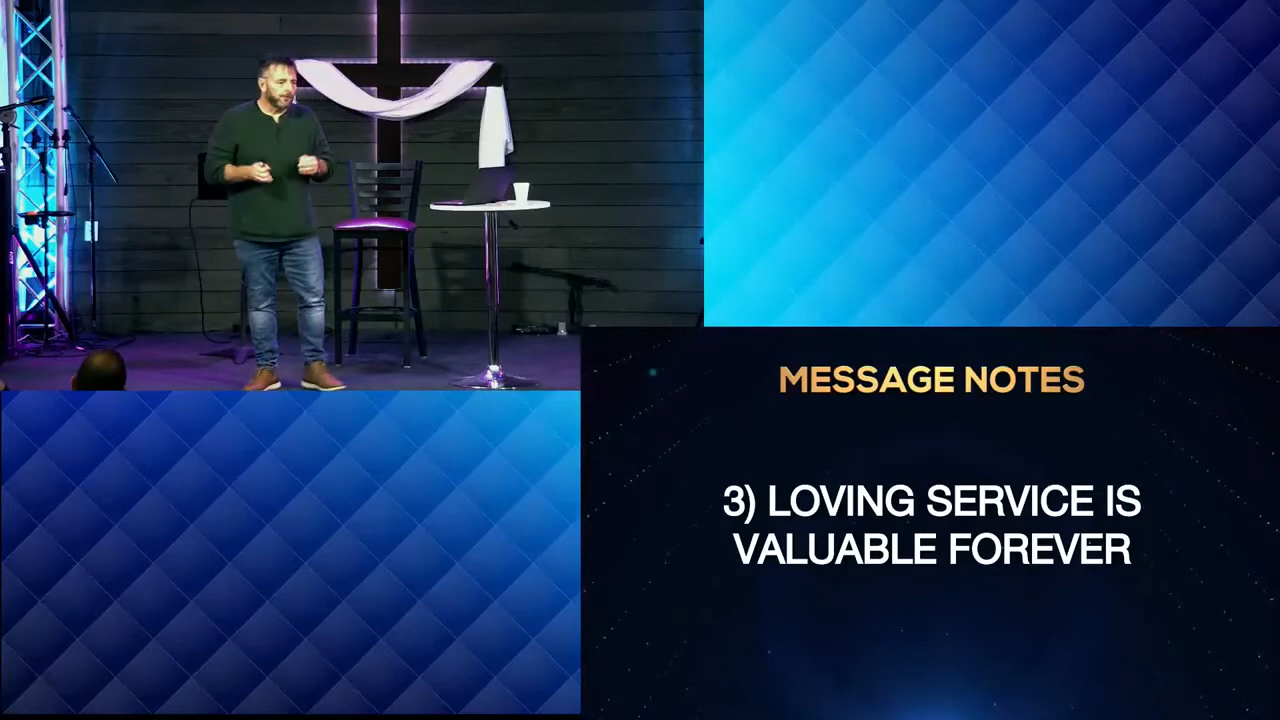 MESSAGE NOTES
3) LOVING SERVICE IS
VALUABLE FOREVER